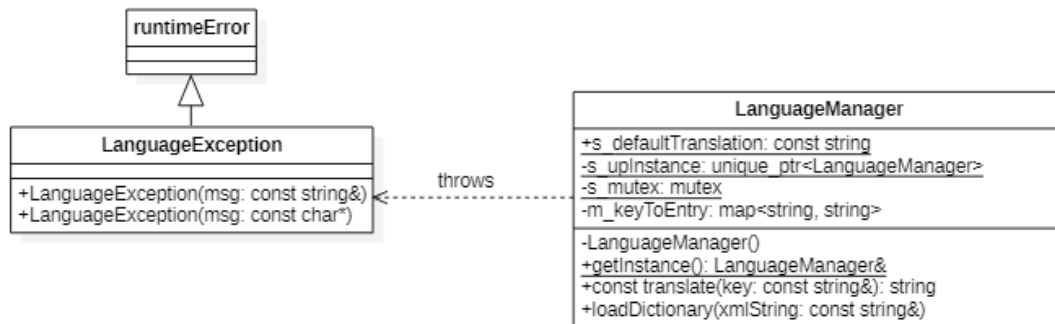 runtimeError
LanguageException
+LanguageException(msg: const string&)
+LanguageException(msg: const char*)
throws
LanguageManager
+s_defaultTranslation: const string
-s_upInstance: unique_ptr<LanguageManager>
-s_mutex: mutex
-m_keyToEntry: map<string, string>
-LanguageManager()
+getInstance(): LanguageManager&
+const translate(key: const string&): string
+loadDictionary(xmlString: const string&)